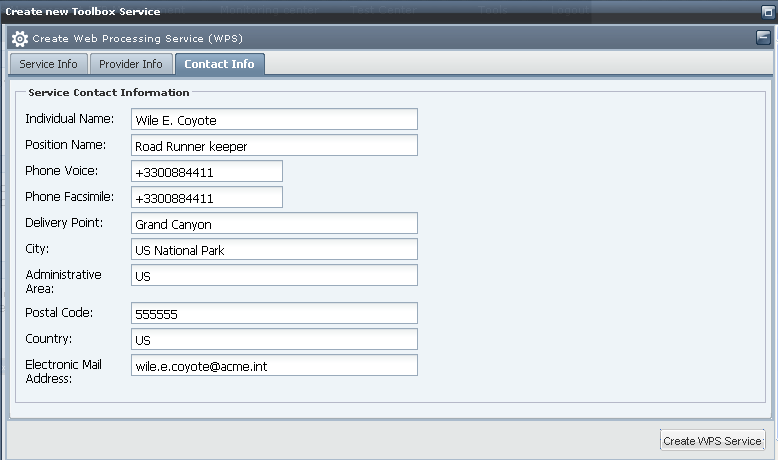 Create new Toolbox Service
Create Web Processing Service (WPS)
Service Info Provider Info Contact Info
Service Contact Information
Individual Name: Wile E. Coyote
Position Name: Road Runner keeper
Phone Voice: +3300884411
Phone Facsimile: +3300884411
Delivery Point: Grand Canyon
City: US National Park
Administrative
Area: US
Postal Code: 555555
Country: US
Electronic Mail
Address: wile.e.coyote@acme.int
Create WPS Service